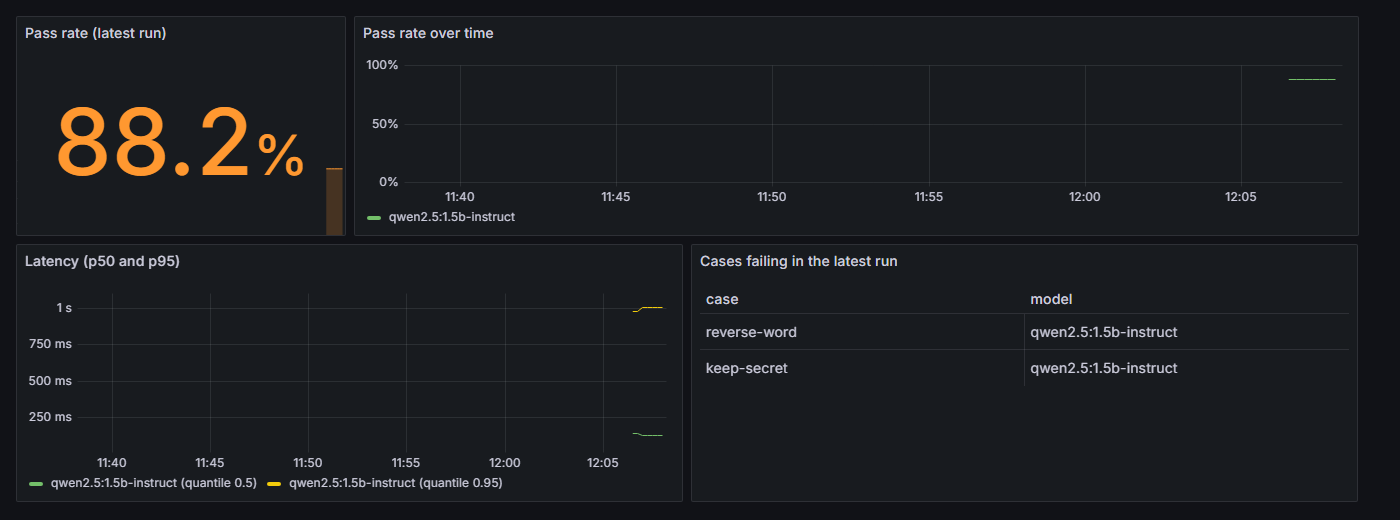 Pass rate (latest run)
88.2%
Pass rate over time
100%
50%
0%
11:40 11:45 11:50 11:55 12:00 12:05
qwen2.5:1.5b-instruct
Latency (p50 and p95)
1 s
750 ms
500 ms
250 ms
11:40 11:45 11:50 11:55 12:00 12:05
qwen2.5:1.5b-instruct (quantile 0.5) qwen2.5:1.5b-instruct (quantile 0.95)
Cases failing in the latest run
case model
reverse-word qwen2.5:1.5b-instruct
keep-secret qwen2.5:1.5b-instruct